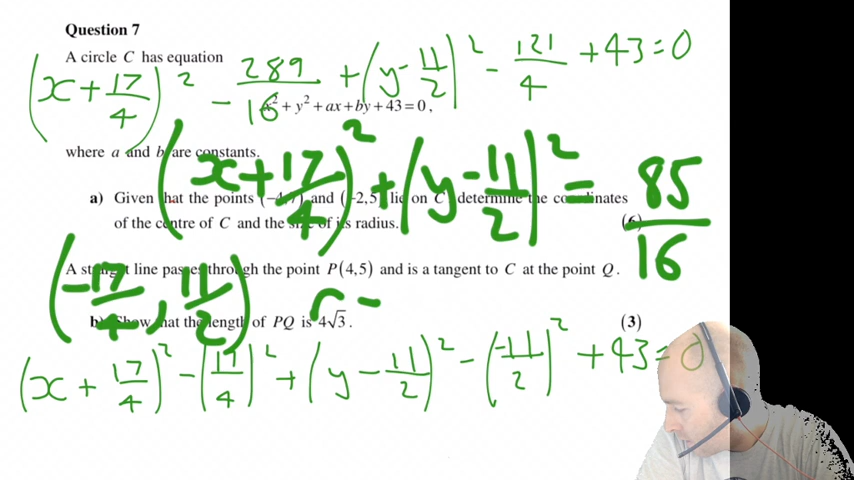 Question 7
A circle C has equation
(x + 17/4)² - 289/16 + (y - 11/2)² - 121/4 + 43 = 0
x² + y² + ax + by + 43 = 0,
where a and b are constants.
(x + 17/4)² + (y - 11/2)² = 85/16
a) Given that the points (-4,7) and (-2,5) lie on C, determine the coordinates
of the centre of C and the size of its radius.
(6)
A straight line passes through the point P(4,5) and is a tangent to C at the point Q.
(-17/4, 11/2) r =
b) Show that the length of PQ is 4√3.
(3)
(x + 17/4)² - (17/4)² + (y - 11/2)² - (-11/2)² + 43 = 0